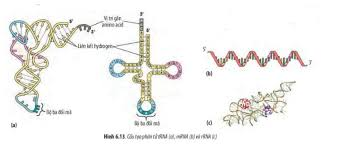 Vị trí gắn
amino acid
Liên kết hydrogen
Bộ ba đối mã
(a)
Bộ ba đối mã
5'
3'
(b)
(c)
Hình 6.13. Cấu tạo phân tử tRNA (a), mRNA (b) và rRNA (c)